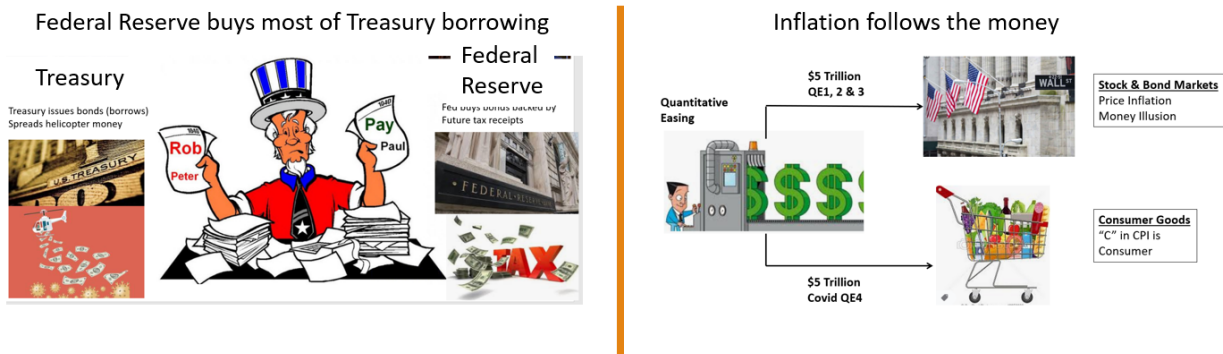 Federal Reserve buys most of Treasury borrowing
Treasury
Treasury issues bonds (borrows)
Spreads helicopter money
U.S. TREASURY
1040
Rob
Peter
1040
Pay
Paul
Federal
Reserve
Fed buys bonds backed by
Future tax receipts
FEDERAL RESERVE
TAX
Inflation follows the money
Quantitative
Easing
$5 Trillion
QE1, 2 & 3
WALL ST
Stock & Bond Markets
Price Inflation
Money Illusion
$$$$
$5 Trillion
Covid QE4
Consumer Goods
“C” in CPI is
Consumer